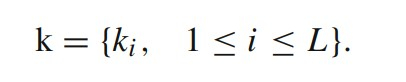 k = {kᵢ, 1 ≤ i ≤ L}.